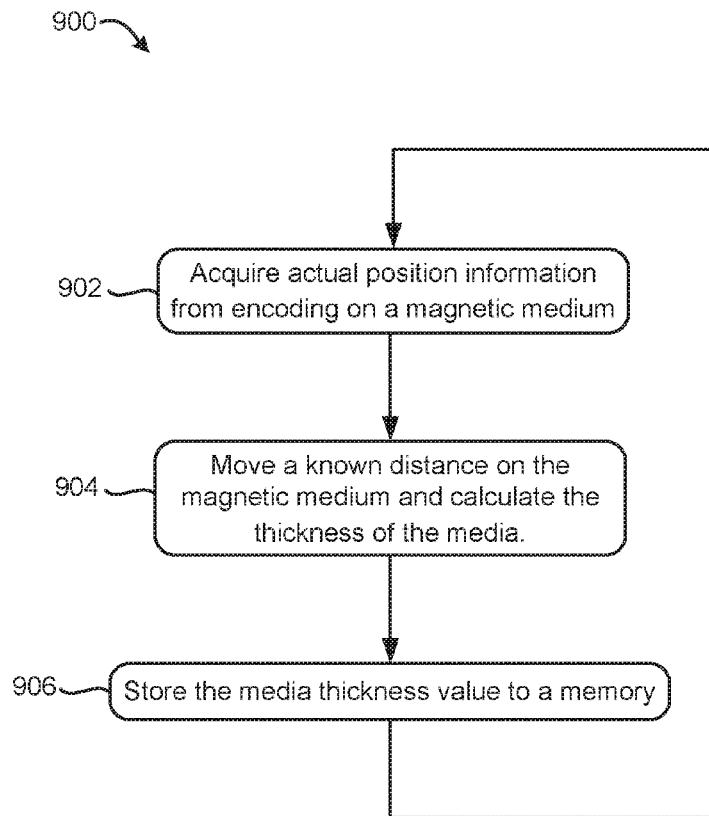 900
902
Acquire actual position information
from encoding on a magnetic medium
904
Move a known distance on the
magnetic medium and calculate the
thickness of the media.
906
Store the media thickness value to a memory